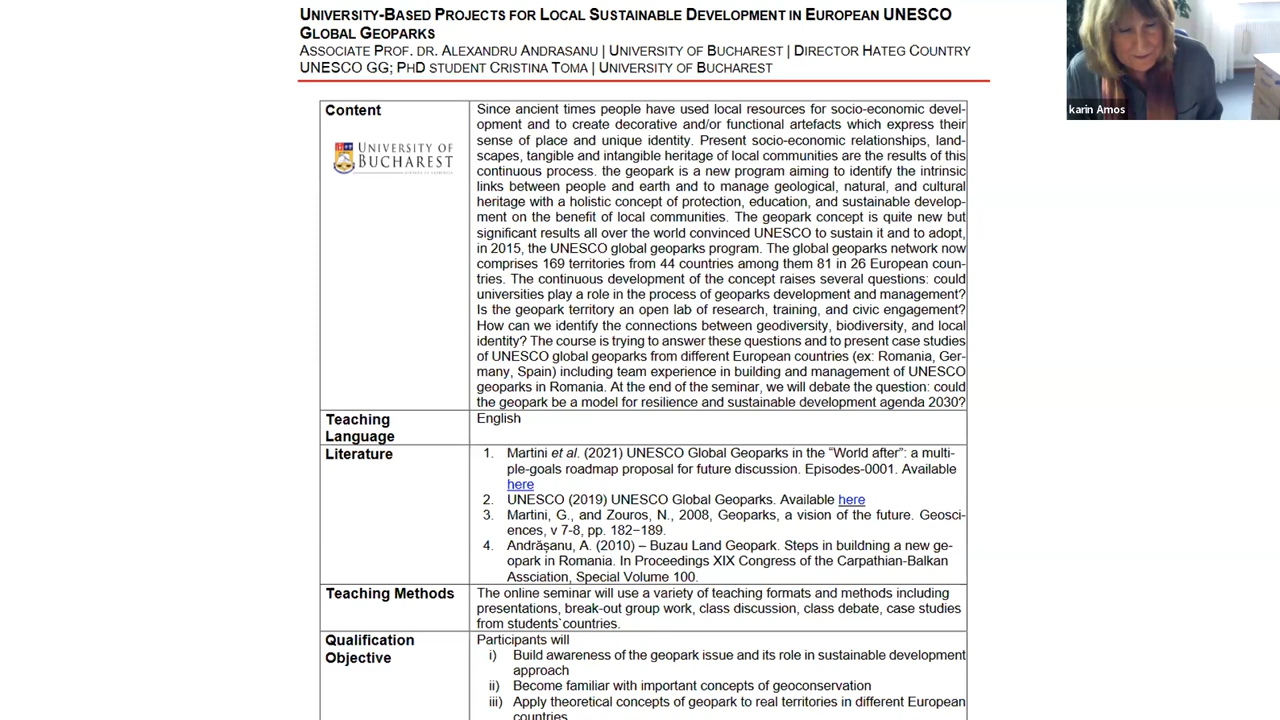 UNIVERSITY-BASED PROJECTS FOR LOCAL SUSTAINABLE DEVELOPMENT IN EUROPEAN UNESCO
GLOBAL GEOPARKS
ASSOCIATE PROF. DR. ALEXANDRU ANDRASANU | UNIVERSITY OF BUCHAREST | DIRECTOR HATEG COUNTRY
UNESCO GG; PHD STUDENT CRISTINA TOMA | UNIVERSITY OF BUCHAREST
karin Amos
Content
UNIVERSITY OF
BUCHAREST
Since ancient times people have used local resources for socio-economic devel-
opment and to create decorative and/or functional artefacts which express their
sense of place and unique identity. Present socio-economic relationships, land-
scapes, tangible and intangible heritage of local communities are the results of this
continuous process. the geopark is a new program aiming to identify the intrinsic
links between people and earth and to manage geological, natural, and cultural
heritage with a holistic concept of protection, education, and sustainable develop-
ment on the benefit of local communities. The geopark concept is quite new but
significant results all over the world convinced UNESCO to sustain it and to adopt,
in 2015, the UNESCO global geoparks program. The global geoparks network now
comprises 169 territories from 44 countries among them 81 in 26 European coun-
tries. The continuous development of the concept raises several questions: could
universities play a role in the process of geoparks development and management?
Is the geopark territory an open lab of research, training, and civic engagement?
How can we identify the connections between geodiversity, biodiversity, and local
identity? The course is trying to answer these questions and to present case studies
of UNESCO global geoparks from different European countries (ex: Romania, Ger-
many, Spain) including team experience in building and management of UNESCO
geoparks in Romania. At the end of the seminar, we will debate the question: could
the geopark be a model for resilience and sustainable development agenda 2030?
Teaching
Language
English
Literature
1. Martini et al. (2021) UNESCO Global Geoparks in the “World after”: a multi-
ple-goals roadmap proposal for future discussion. Episodes-0001. Available
here
2. UNESCO (2019) UNESCO Global Geoparks. Available here
3. Martini, G., and Zouros, N., 2008, Geoparks, a vision of the future. Geosci-
ences, v 7-8, pp. 182–189.
4. Andrășanu, A. (2010) – Buzau Land Geopark. Steps in buildning a new ge-
opark in Romania. In Proceedings XIX Congress of the Carpathian-Balkan
Assciation, Special Volume 100.
Teaching Methods
The online seminar will use a variety of teaching formats and methods including
presentations, break-out group work, class discussion, class debate, case studies
from students`countries.
Qualification
Objective
Participants will
i) Build awareness of the geopark issue and its role in sustainable development
approach
ii) Become familiar with important concepts of geoconservation
iii) Apply theoretical concepts of geopark to real territories in different European
countries